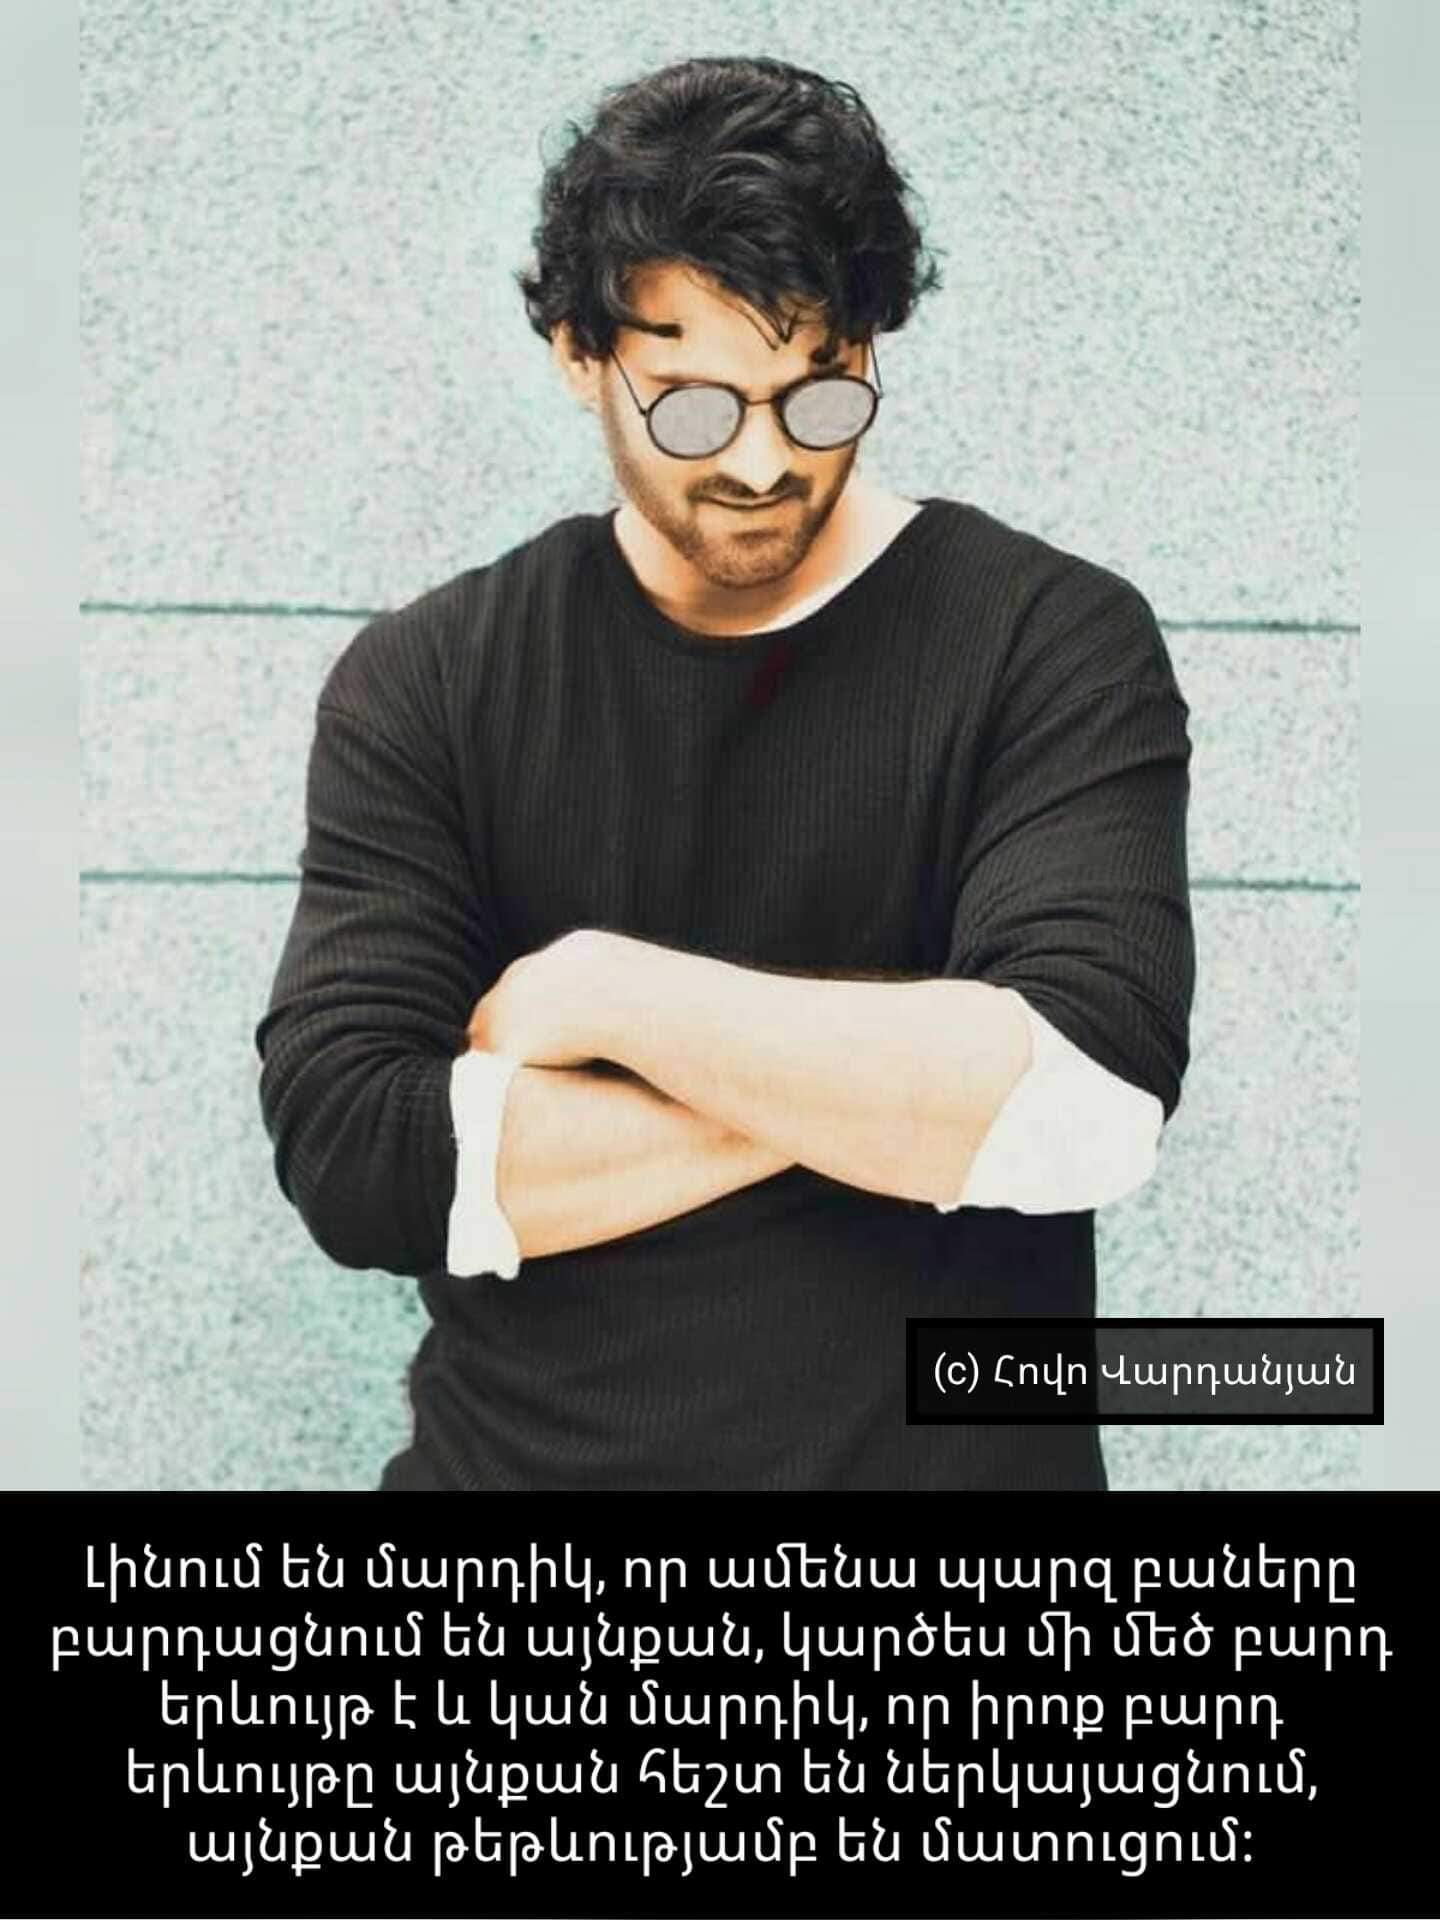 (c) Հովո Վարդանյան
Լինում են մարդիկ, որ ամենա պարզ բաները
բարդացնում են այնքան, կարծես մի մեծ բարդ
երևույթ է և կան մարդիկ, որ իրոք բարդ
երևույթը այնքան հեշտ են ներկայացնում,
այնքան թեթևությամբ են մատուցում: